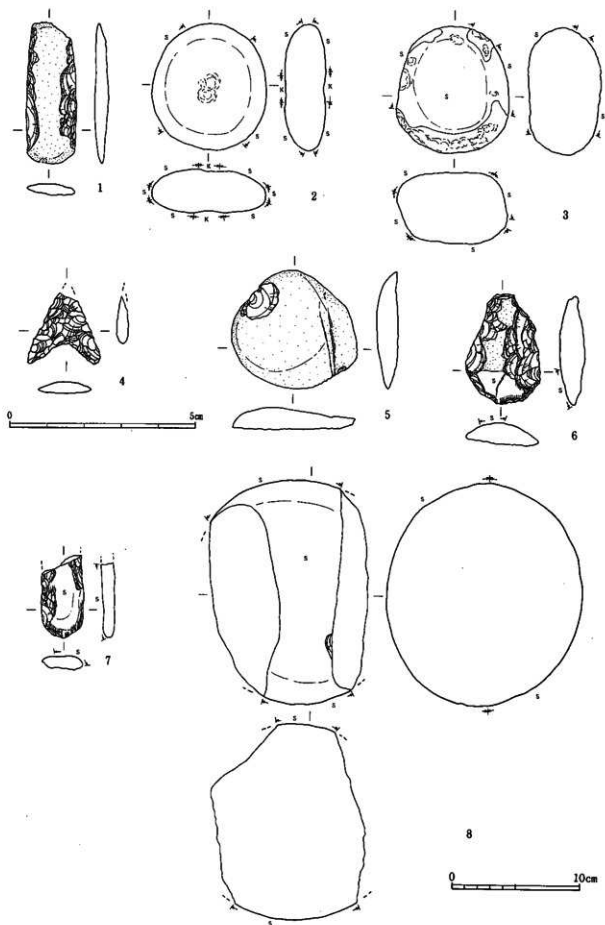 1
S S S S K K
S S S S K K
2
S S S S S S
3
4
0 5cm
5
S S S
6
S S S
7
S S S S S S S
8
0 10cm